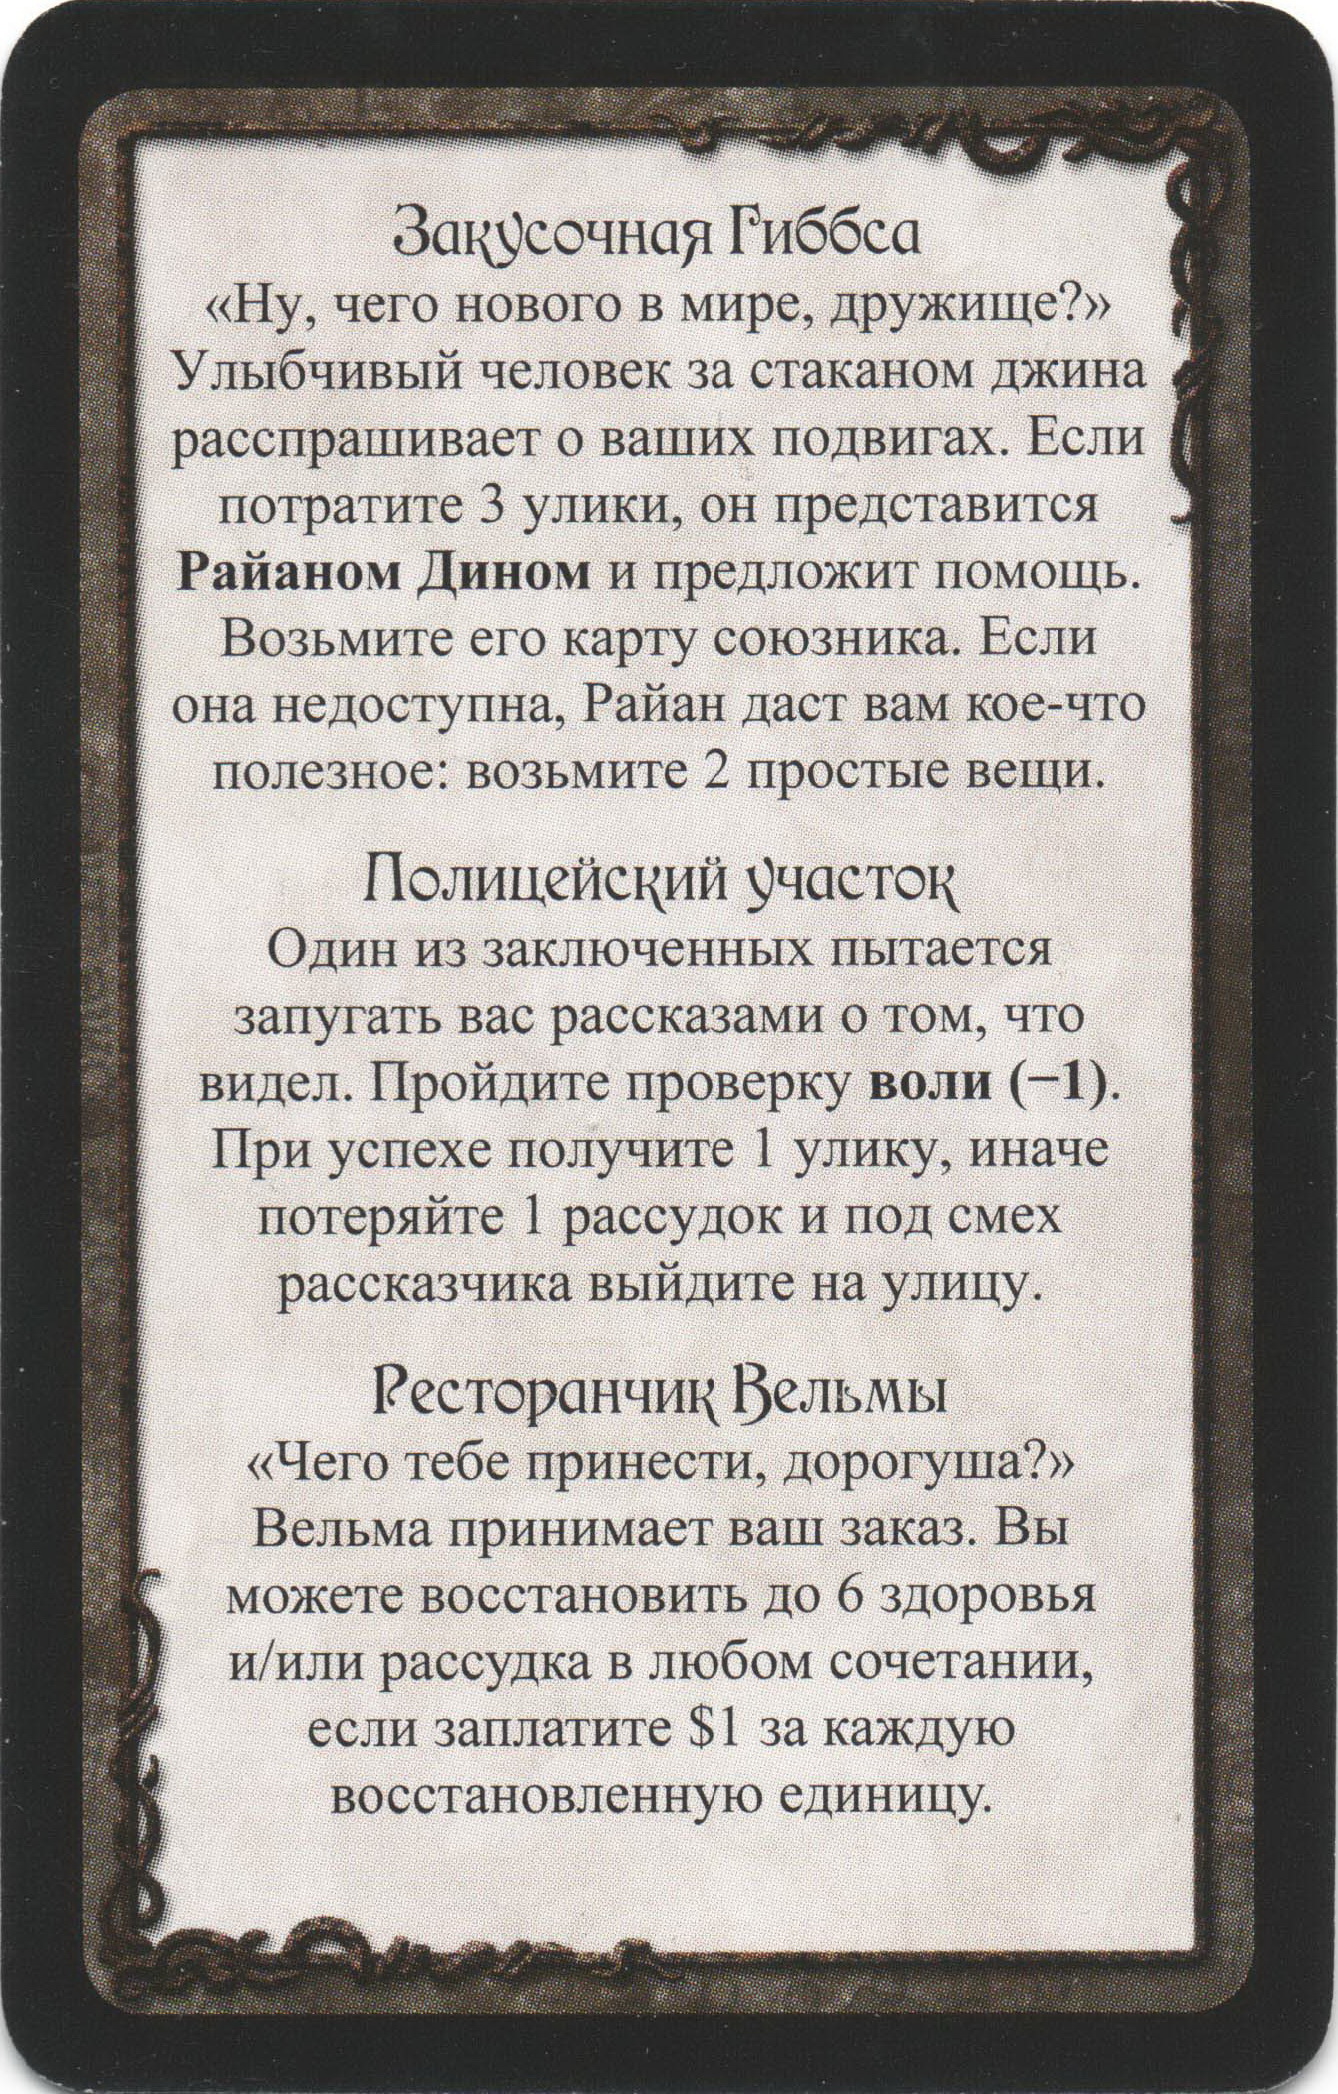 Закусочная Гиббса
«Ну, чего нового в мире, дружище?»
Улыбчивый человек за стаканом джина
расспрашивает о ваших подвигах. Если
потратите 3 улики, он представится
Райаном Дином и предложит помощь.
Возьмите его карту союзника. Если
она недоступна, Райан даст вам кое-что
полезное: возьмите 2 простые вещи.
Полицейский участок
Один из заключенных пытается
запугать вас рассказами о том, что
видел. Пройдите проверку воли (−1).
При успехе получите 1 улику, иначе
потеряйте 1 рассудок и под смех
рассказчика выйдите на улицу.
Ресторанчик Вельмы
«Чего тебе принести, дорогуша?»
Вельма принимает ваш заказ. Вы
можете восстановить до 6 здоровья
и/или рассудка в любом сочетании,
если заплатите $1 за каждую
восстановленную единицу.